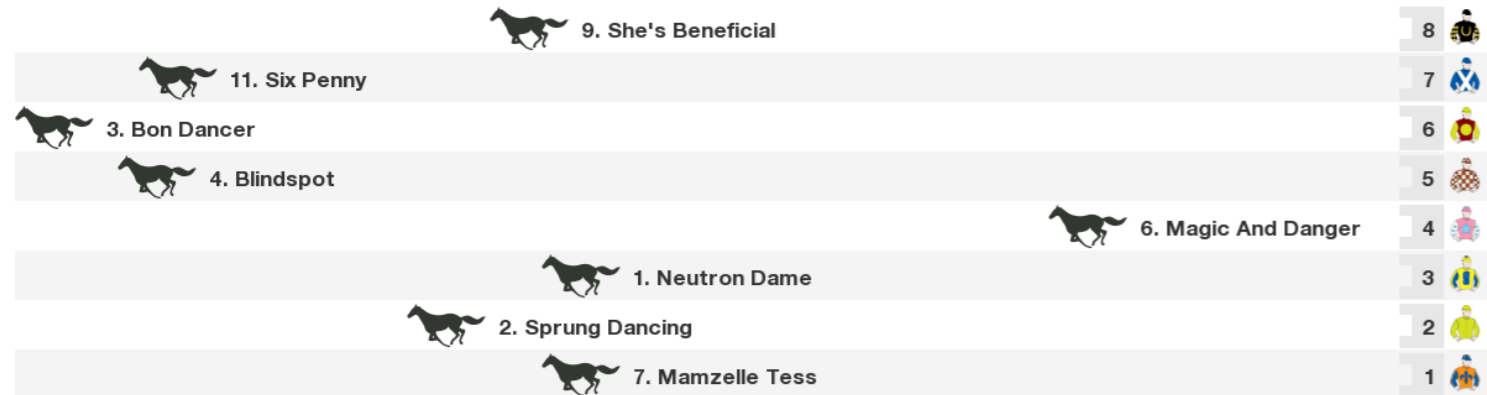 9. She's Beneficial 8
11. Six Penny 7
3. Bon Dancer 6
4. Blindspot 5
6. Magic And Danger 4
1. Neutron Dame 3
2. Sprung Dancing 2
7. Mamzelle Tess 1